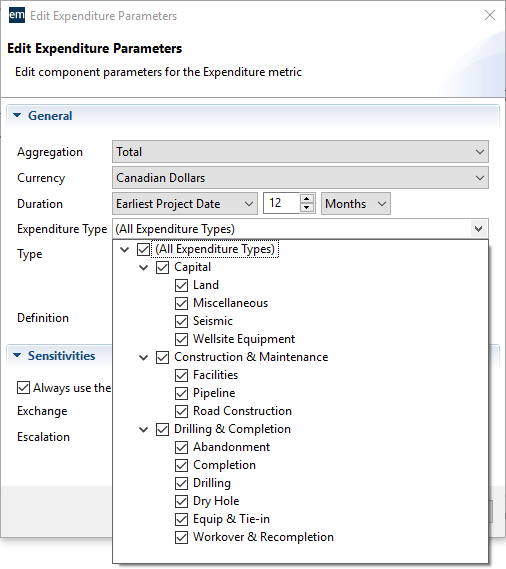 em Edit Expenditure Parameters
Edit Expenditure Parameters
Edit component parameters for the Expenditure metric
General
Aggregation Total
Currency Canadian Dollars
Duration Earliest Project Date 12 Months
Expenditure Type (All Expenditure Types)
Type (All Expenditure Types)
Capital
Land
Miscellaneous
Seismic
Definition Wellsite Equipment
Sensitivities Construction & Maintenance
Facilities
Always use the Pipeline
Exchange Road Construction
Escalation Drilling & Completion
Abandonment
Completion
Drilling
Dry Hole
Equip & Tie-in
Workover & Recompletion